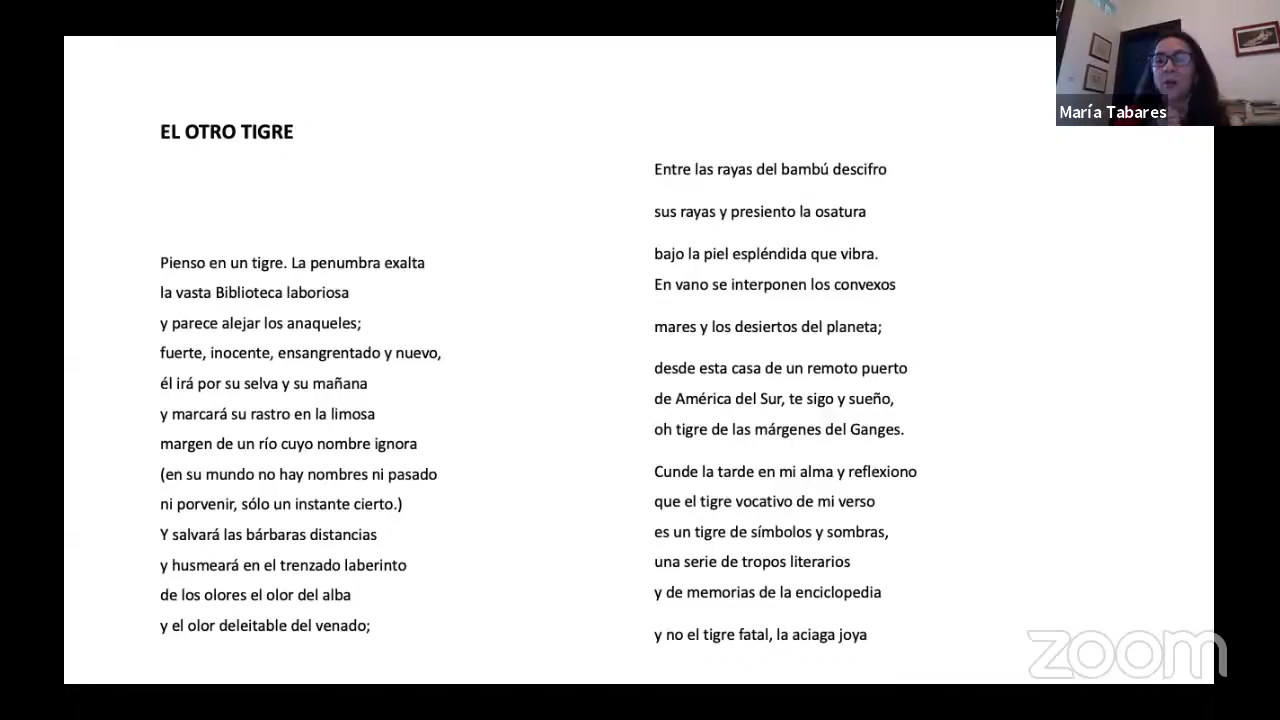 EL OTRO TIGRE
Pienso en un tigre. La penumbra exalta
la vasta Biblioteca laboriosa
y parece alejar los anaqueles;
fuerte, inocente, ensangrentado y nuevo,
él irá por su selva y su mañana
y marcará su rastro en la limosa
margen de un río cuyo nombre ignora
(en su mundo no hay nombres ni pasado
ni porvenir, sólo un instante cierto.)
Y salvará las bárbaras distancias
y husmeará en el trenzado laberinto
de los olores el olor del alba
y el olor deleitable del venado;
Entre las rayas del bambú descifro
sus rayas y presiento la osatura
bajo la piel espléndida que vibra.
En vano se interponen los convexos
mares y los desiertos del planeta;
desde esta casa de un remoto puerto
de América del Sur, te sigo y sueño,
oh tigre de las márgenes del Ganges.
Cunde la tarde en mi alma y reflexiono
que el tigre vocativo de mi verso
es un tigre de símbolos y sombras,
una serie de tropos literarios
y de memorias de la enciclopedia
y no el tigre fatal, la aciaga joya
María Tabares
zoom